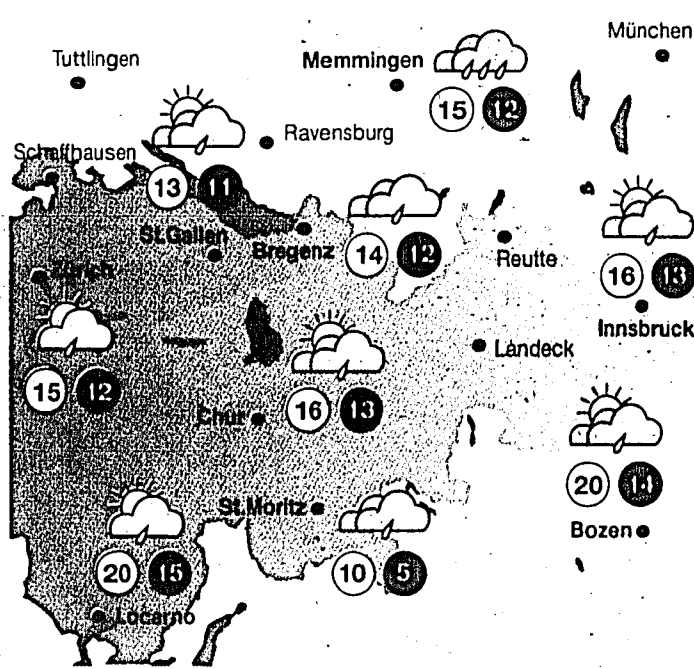 München
Tuttlingen
Memmingen
15 12
Ravensburg
Schaffhausen
13 11
St.Gallen
Bregenz
14 12
Reutte
Zürich
16 13
Innsbruck
Landeck
15 12
Chur
16 13
20 14
St.Moritz
Bozen
20 15
10 5
Locarno